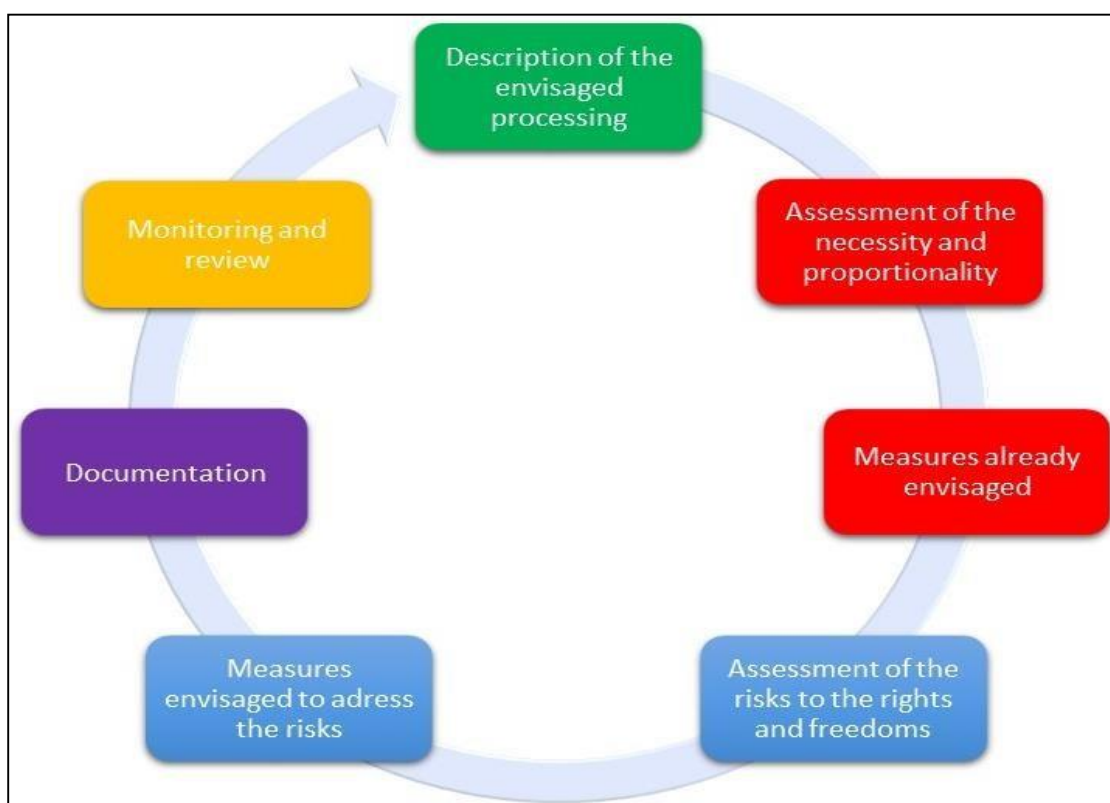 Description of the
envisaged
processing
Assessment of the
necessity and
proportionality
Measures already
envisaged
Assessment of the
risks to the rights
and freedoms
Measures
envisaged to adress
the risks
Documentation
Monitoring and
review